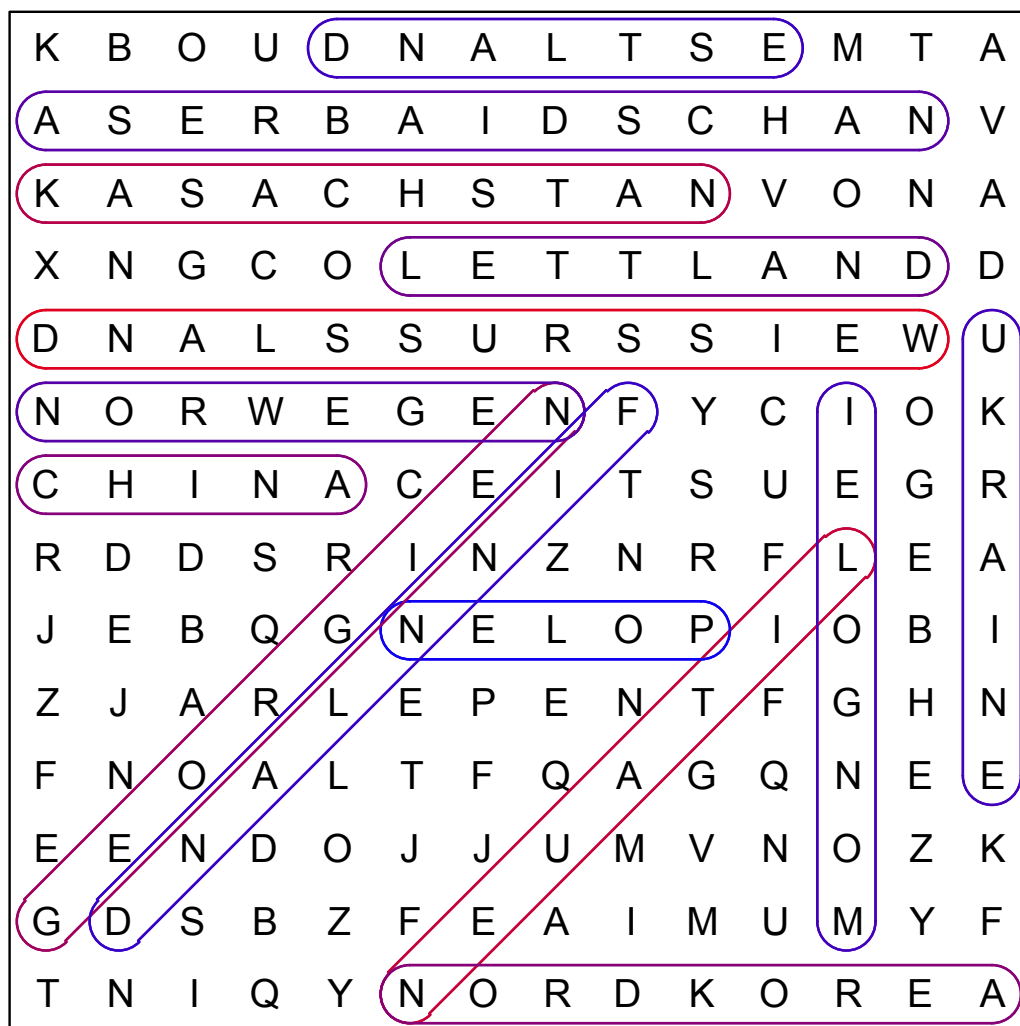 K B O U D N A L T S E M T A
A S E R B A I D S C H A N V
K A S A C H S T A N V O N A
X N G C O L E T T L A N D D
D N A L S S U R S S I E W U
N O R W E G E N F Y C I O K
C H I N A C E I T S U E G R
R D D S R I N Z N R F L E A
J E B Q G N E L O P I O B I
Z J A R L E P E N T F G H N
F N O A L T F Q A G Q N E E
E E N D O J J U M V N O Z K
G D S B Z F E A I M U M Y F
T N I Q Y N O R D K O R E A